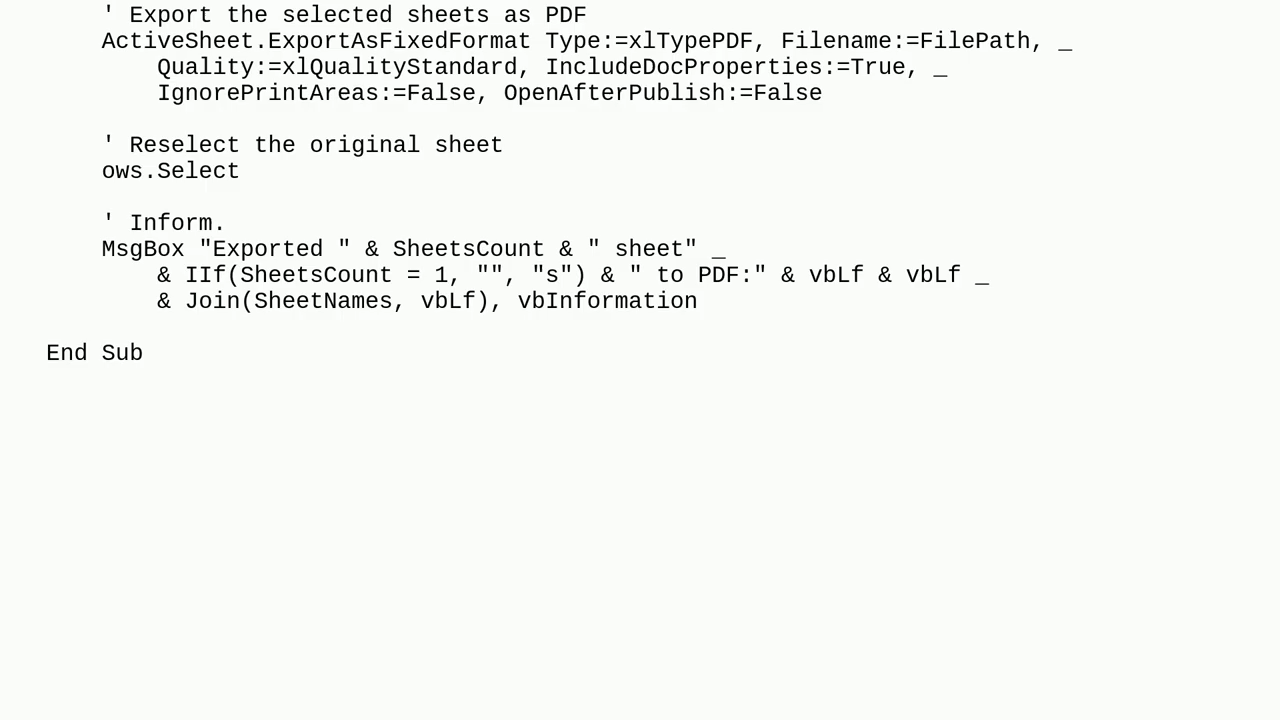 ' Export the selected sheets as PDF
ActiveSheet.ExportAsFixedFormat Type:=xlTypePDF, Filename:=FilePath, _
Quality:=xlQualityStandard, IncludeDocProperties:=True, _
IgnorePrintAreas:=False, OpenAfterPublish:=False
' Reselect the original sheet
ows.Select
' Inform.
MsgBox "Exported " & SheetsCount & " sheet" _
& IIf(SheetsCount = 1, "", "s") & " to PDF:" & vbLf & vbLf _
& Join(SheetNames, vbLf), vbInformation
End Sub